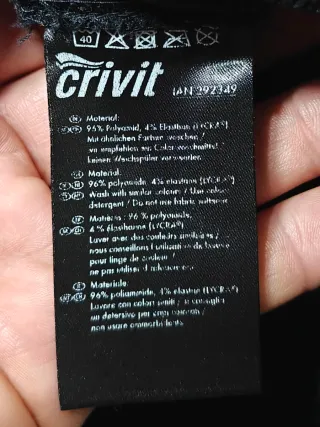 40
crivit
IAN 292349
Material:
96% Polyamid, 4% Elasthan (LYCRA®)
Mit ähnlichen Farben waschen /
wir empfehlen ein Colorwaschmittel
keinen Weichspüler verwenden.
Material:
96% polyamide, 4% elastane (LYCRA®)
Wash with similar colours / Use colour
detergent / Do not use fabric softener
Matières: 96 % polyamide,
4 % élasthanne (LYCRA®)
Laver avec des couleurs similaires /
nous conseillons l'utilisation de lessive
pour linge de couleur /
ne pas utiliser d'adoucissant.
Materiale:
96% poliammide, 4% elastan (LYCRA®)
Lavare con colori simili / si consiglia
un detersivo per capi colorati /
non usare ammorbidente.